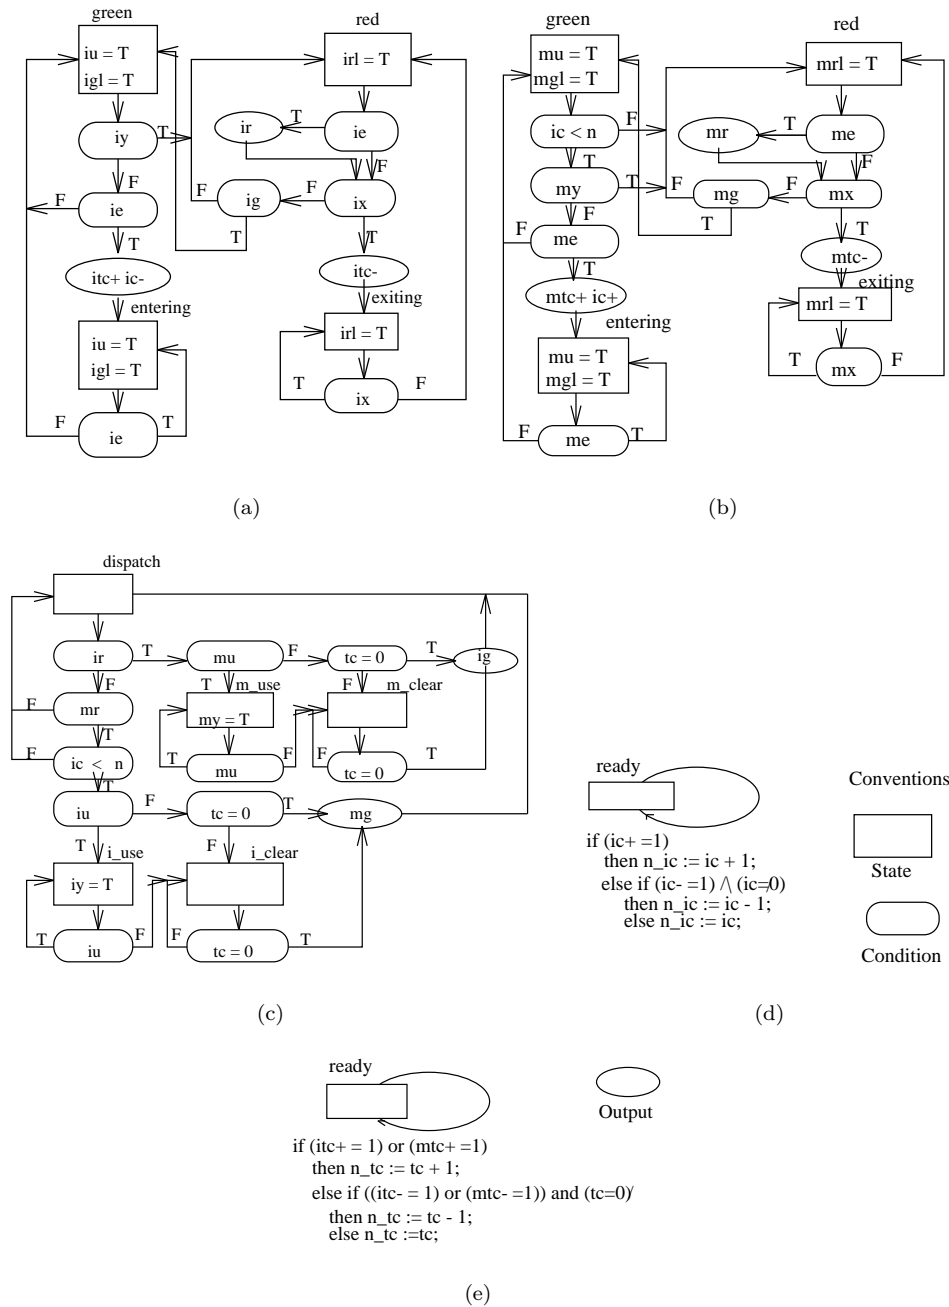 green
red
iu = T
igl = T
irl = T
iy
T
ir
T
ie
F
F
F
ie
F
ig
F
ix
T
T
T
itc+ ic-
itc-
entering
exiting
iu = T
igl = T
irl = T
T
ix
F
F
ie
T
(a)
green
red
mu = T
mgl = T
mrl = T
ic < n
F
mr
T
me
T
F
my
T
F
mg
F
mx
F
T
T
F
me
mtc-
T
exiting
mtc+ ic+
mrl = T
entering
mu = T
mgl = T
T
mx
F
F
me
T
(b)
dispatch
ir
T
mu
F
tc = 0
T
ig
F
T
m_use
F
m_clear
F
mr
my = T
T
F
ic < n
T
mu
F
F
tc = 0
T
T
iu
F
tc = 0
T
mg
T
i_use
F
i_clear
iy = T
T
iu
F
F
tc = 0
T
(c)
ready
if (ic+ =1)
then n_ic := ic + 1;
else if (ic- =1) /\ (ic≠0)
then n_ic := ic - 1;
else n_ic := ic;
(d)
Conventions
State
Condition
ready
if (itc+ = 1) or (mtc+ =1)
then n_tc := tc + 1;
else if ((itc- = 1) or (mtc- =1)) and (tc=0)/
then n_tc := tc - 1;
else n_tc :=tc;
Output
(e)